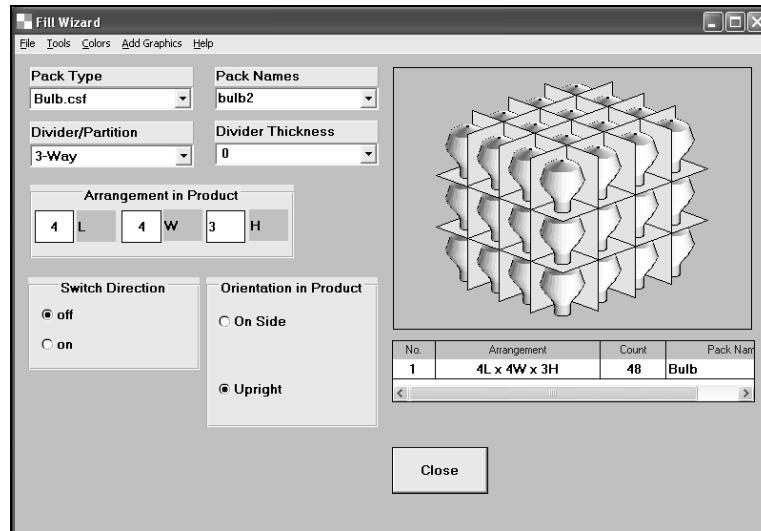 Fill Wizard
File Tools Colors Add Graphics Help
Pack Type
Bulb.csf
Pack Names
bulb2
Divider/Partition
3-Way
Divider Thickness
0
Arrangement in Product
4 L 4 W 3 H
Switch Direction
off
on
Orientation in Product
On Side
Upright
No. Arrangement Count Pack Nam
1 4L x 4W x 3H 48 Bulb
Close